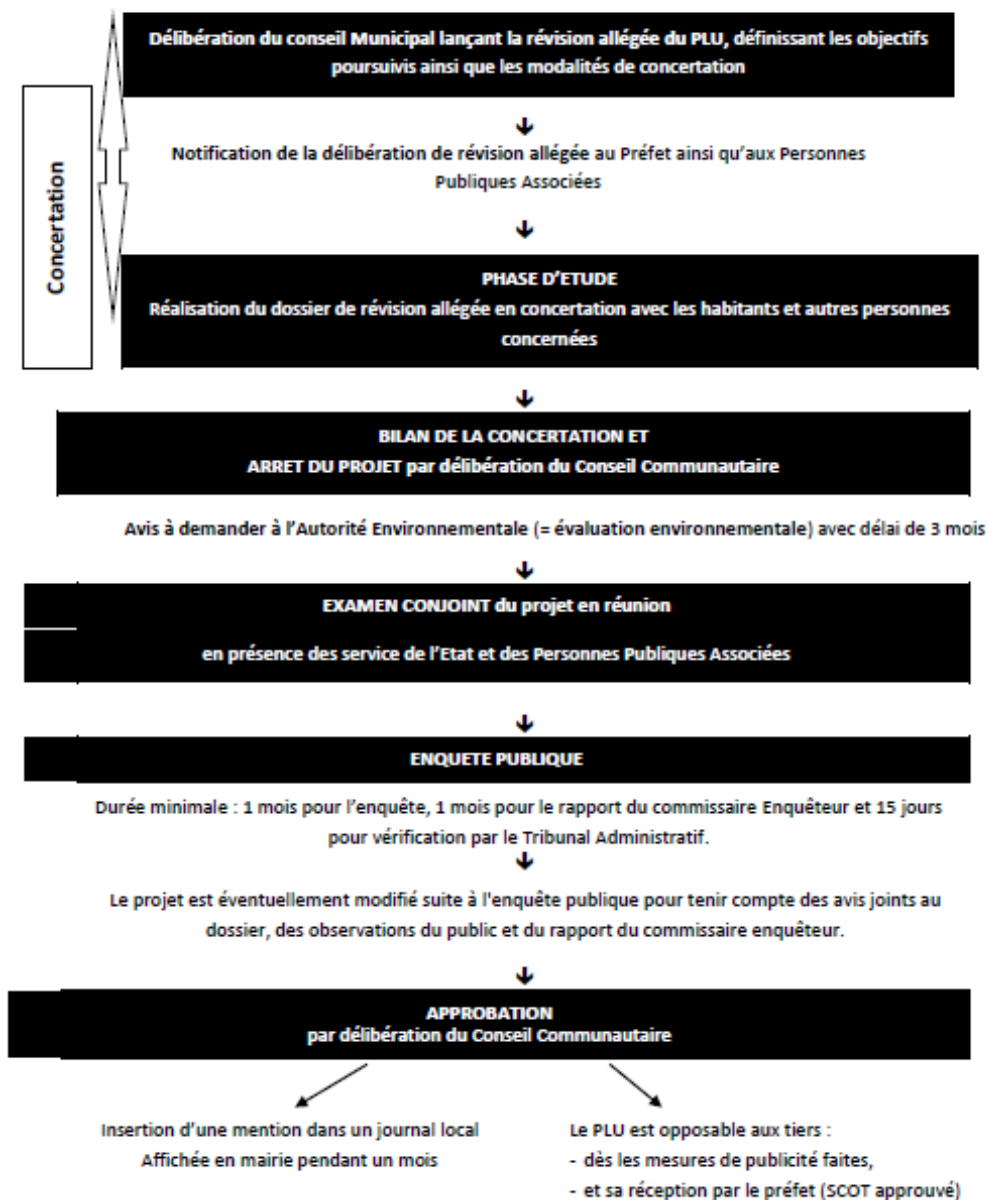 Délibération du conseil Municipal lançant la révision allégée du PLU, définissant les objectifs
poursuivis ainsi que les modalités de concertation
Concertation
Notification de la délibération de révision allégée au Préfet ainsi qu'aux Personnes
Publiques Associées
PHASE D'ETUDE
Réalisation du dossier de révision allégée en concertation avec les habitants et autres personnes
concernées
BILAN DE LA CONCERTATION ET
ARRET DU PROJET par délibération du Conseil Communautaire
Avis à demander à l'Autorité Environnementale (= évaluation environnementale) avec délai de 3 mois
EXAMEN CONJOINT du projet en réunion
en présence des service de l'Etat et des Personnes Publiques Associées
ENQUETE PUBLIQUE
Durée minimale : 1 mois pour l'enquête, 1 mois pour le rapport du commissaire Enquêteur et 15 jours
pour vérification par le Tribunal Administratif.
Le projet est éventuellement modifié suite à l'enquête publique pour tenir compte des avis joints au
dossier, des observations du public et du rapport du commissaire enquêteur.
APPROBATION
par délibération du Conseil Communautaire
Insertion d'une mention dans un journal local
Affichée en mairie pendant un mois
Le PLU est opposable aux tiers :
- dès les mesures de publicité faites,
- et sa réception par le préfet (SCOT approuvé)